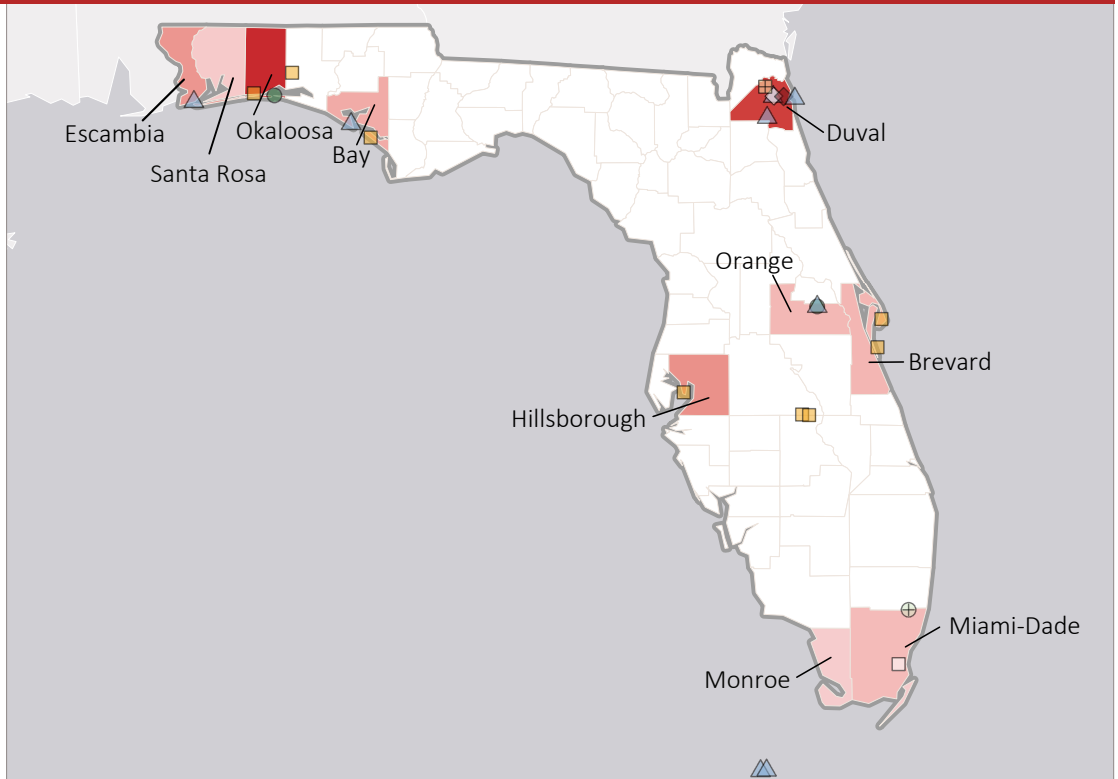 Escambia
Santa Rosa
Okaloosa
Bay
Duval
Orange
Brevard
Hillsborough
Miami-Dade
Monroe